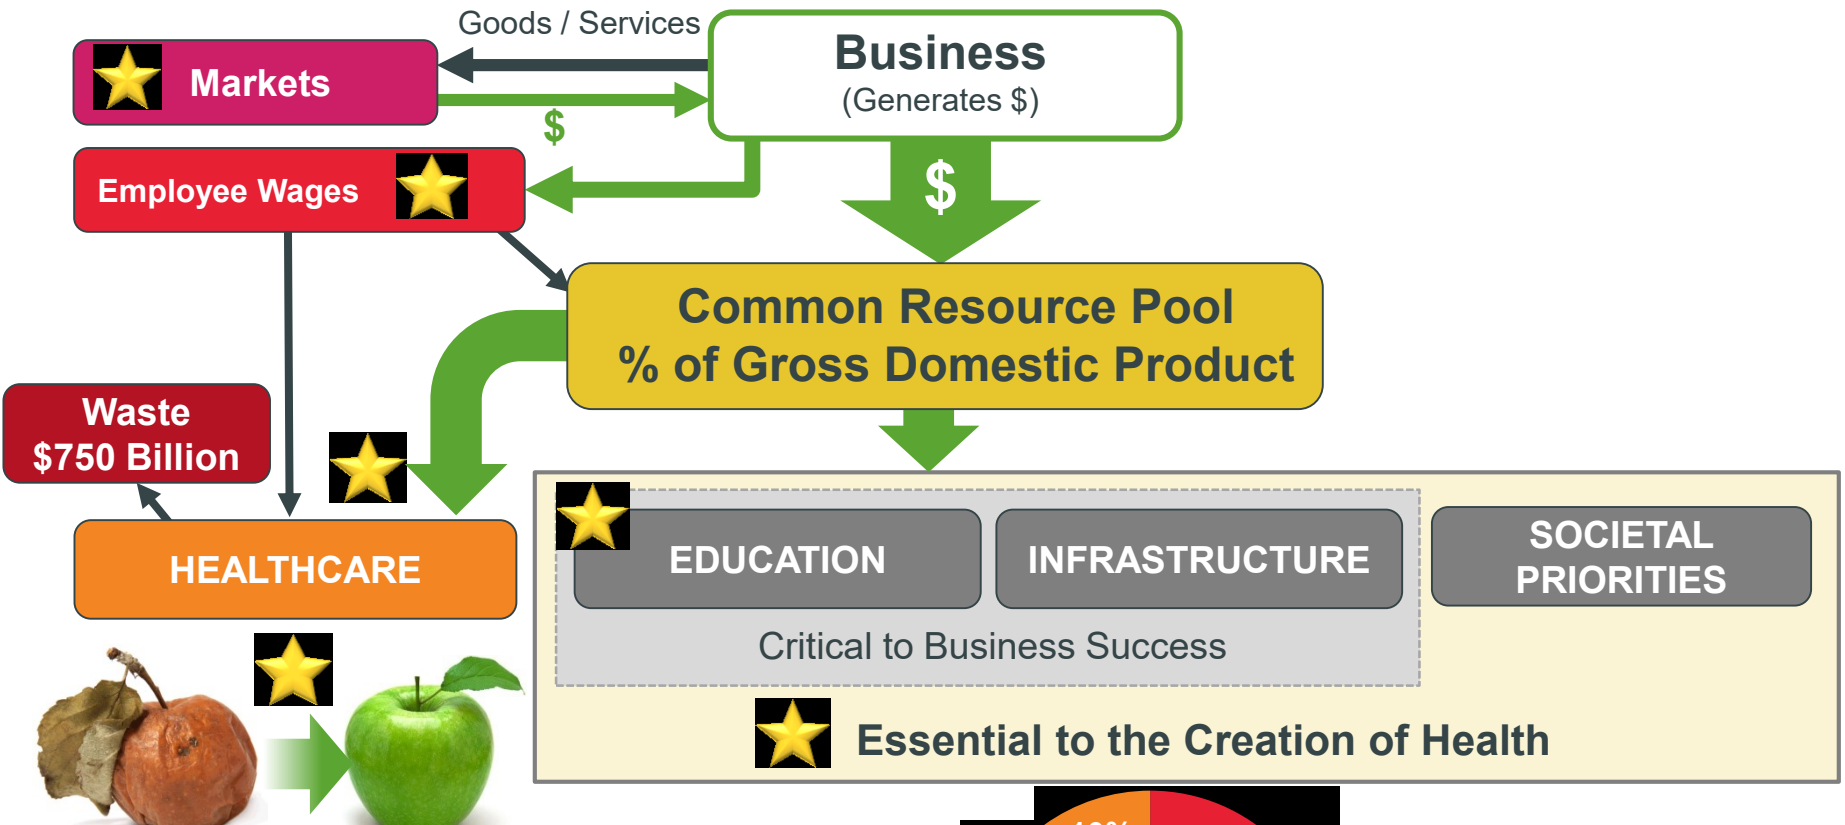 Goods / Services
Business
(Generates $)
Markets
$
Employee Wages
$
Common Resource Pool
% of Gross Domestic Product
Waste
$750 Billion
HEALTHCARE
EDUCATION
INFRASTRUCTURE
SOCIETAL
PRIORITIES
Critical to Business Success
Essential to the Creation of Health